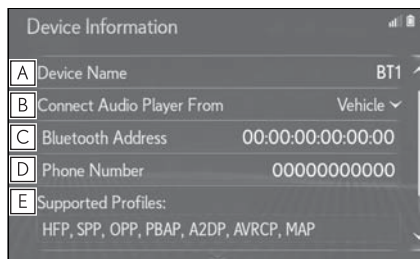 Device Information
A Device Name BT1
B Connect Audio Player From Vehicle
C Bluetooth Address 00:00:00:00:00:00
D Phone Number 00000000000
E Supported Profiles:
HFP, SPP, OPP, PBAP, A2DP, AVRCP, MAP